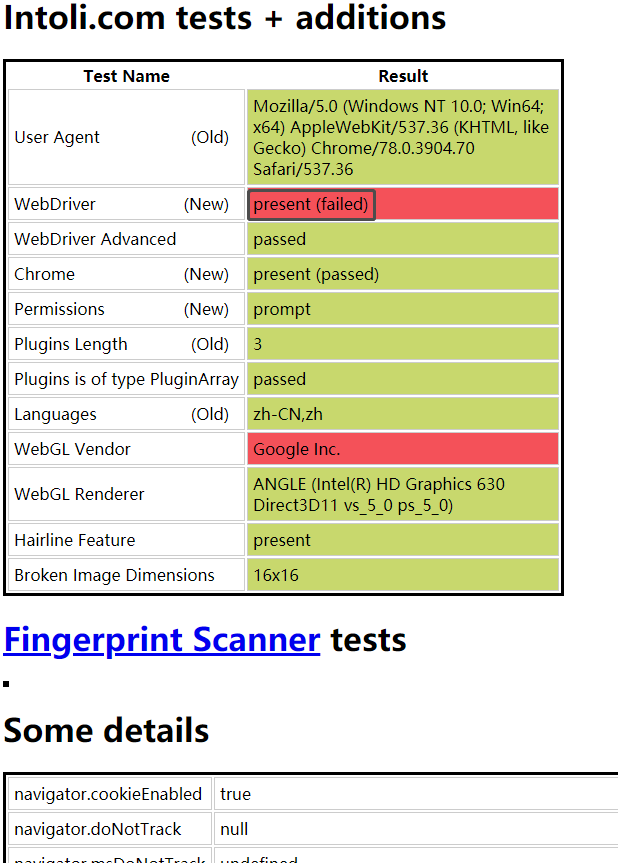 Intoli.com tests + additions
Test Name Result
User Agent (Old) Mozilla/5.0 (Windows NT 10.0; Win64;
x64) AppleWebKit/537.36 (KHTML, like
Gecko) Chrome/78.0.3904.70
Safari/537.36
WebDriver (New) present (failed)
WebDriver Advanced passed
Chrome (New) present (passed)
Permissions (New) prompt
Plugins Length (Old) 3
Plugins is of type PluginArray passed
Languages (Old) zh-CN,zh
WebGL Vendor Google Inc.
WebGL Renderer ANGLE (Intel(R) HD Graphics 630
Direct3D11 vs_5_0 ps_5_0)
Hairline Feature present
Broken Image Dimensions 16x16
Fingerprint Scanner tests
Some details
navigator.cookieEnabled true
navigator.doNotTrack null
navigator.msDoNotTrack undefined